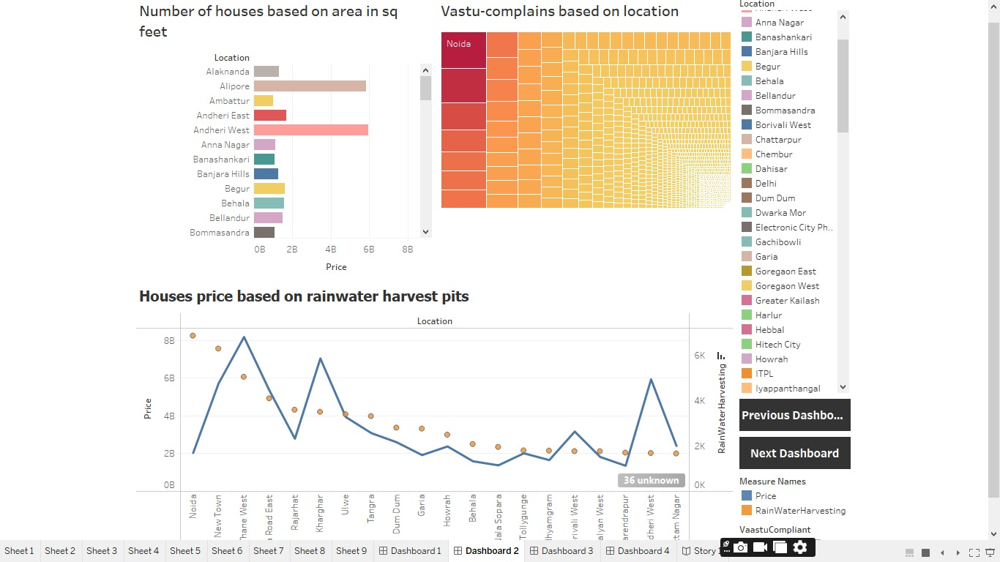 Number of houses based on area in sq
feet
Location
Alaknanda
Alipore
Ambattur
Andheri East
Andheri West
Anna Nagar
Banashankari
Banjara Hills
Begur
Behala
Bellandur
Bommasandra
0B 2B 4B 6B 8B
Price
Vastu-complains based on location
Noida
Houses price based on rainwater harvest pits
Location
8B
6B
4B
2B
0B
Price
6K
4K
2K
0K
RainWaterHarvesting
36 unknown
Noida
New Town
hane West
a Road East
Rajarhat
Kharghar
Ulwe
Tangra
Dum Dum
Garia
Howrah
Behala
Jala Sopara
Tollygunge
dhyamgram
rivali West
alyan West
arendrapur
dheri West
ttam Nagar
Location
Andheri West
Anna Nagar
Banashankari
Banjara Hills
Begur
Behala
Bellandur
Bommasandra
Borivali West
Chattarpur
Chembur
Dahisar
Delhi
Dum Dum
Dwarka Mor
Electronic City Ph..
Gachibowli
Garia
Goregaon East
Goregaon West
Greater Kailash
Harlur
Hebbal
Hitech City
Howrah
ITPL
Iyappanthangal
Previous Dashbo...
Next Dashboard
Measure Names
Price
RainWaterHarvesting
VaastuCompliant
Sheet 1 Sheet 2 Sheet 3 Sheet 4 Sheet 5 Sheet 6 Sheet 7 Sheet 8 Sheet 9 Dashboard 1 Dashboard 2 Dashboard 3 Dashboard 4 Story